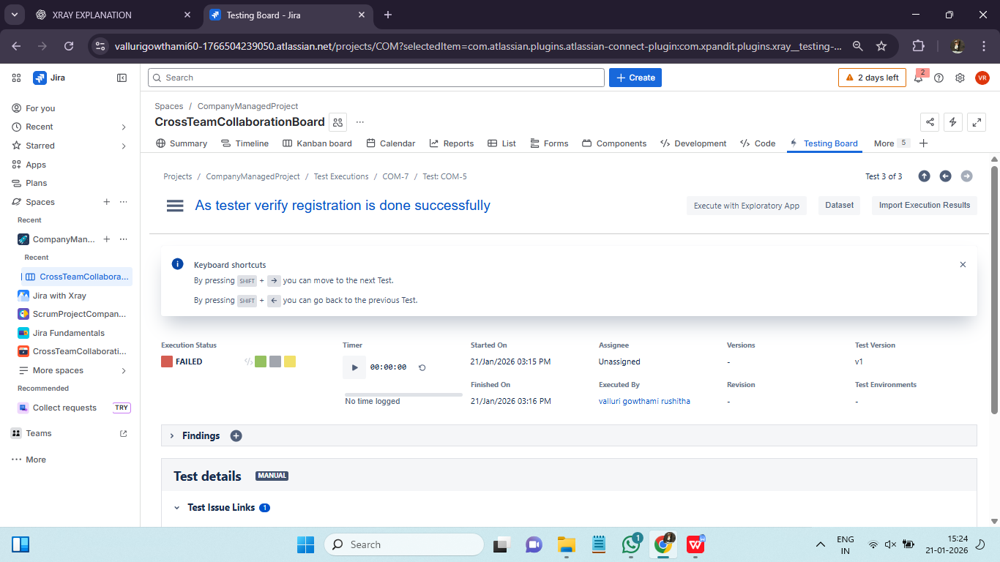 XRAY EXPLANATION
Testing Board - Jira
vallurigowthami60-1766504239050.atlassian.net/projects/COM?selectedItem=com.atlassian.plugins.atlassian-connect-plugin:com.xpandit.plugins.xray__testing-...
Jira
Search
Create
2 days left
2
VR
For you
Recent
Starred
Apps
Plans
Spaces
Recent
CompanyMan...
Recent
CrossTeamCollabora...
Jira with Xray
ScrumProjectCompan...
Jira Fundamentals
CrossTeamCollaborati...
More spaces
Recommended
Collect requests TRY
Teams
More
Spaces / CompanyManagedProject
CrossTeamCollaborationBoard
Summary Timeline Kanban board Calendar Reports List Forms Components Development Code Testing Board More 5
Projects / CompanyManagedProject / Test Executions / COM-7 / Test: COM-5
Test 3 of 3
As tester verify registration is done successfully
Execute with Exploratory App Dataset Import Execution Results
Keyboard shortcuts
By pressing SHIFT + → you can move to the next Test.
By pressing SHIFT + ← you can go back to the previous Test.
Execution Status Timer Started On Assignee Versions Test Version
FAILED 00:00:00 21/Jan/2026 03:15 PM Unassigned - v1
Finished On Executed By Revision Test Environments
No time logged 21/Jan/2026 03:16 PM valluri gowthami rushitha - -
Findings
Test details MANUAL
Test Issue Links 1
Search
1
ENG
IN
15:24
21-01-2026